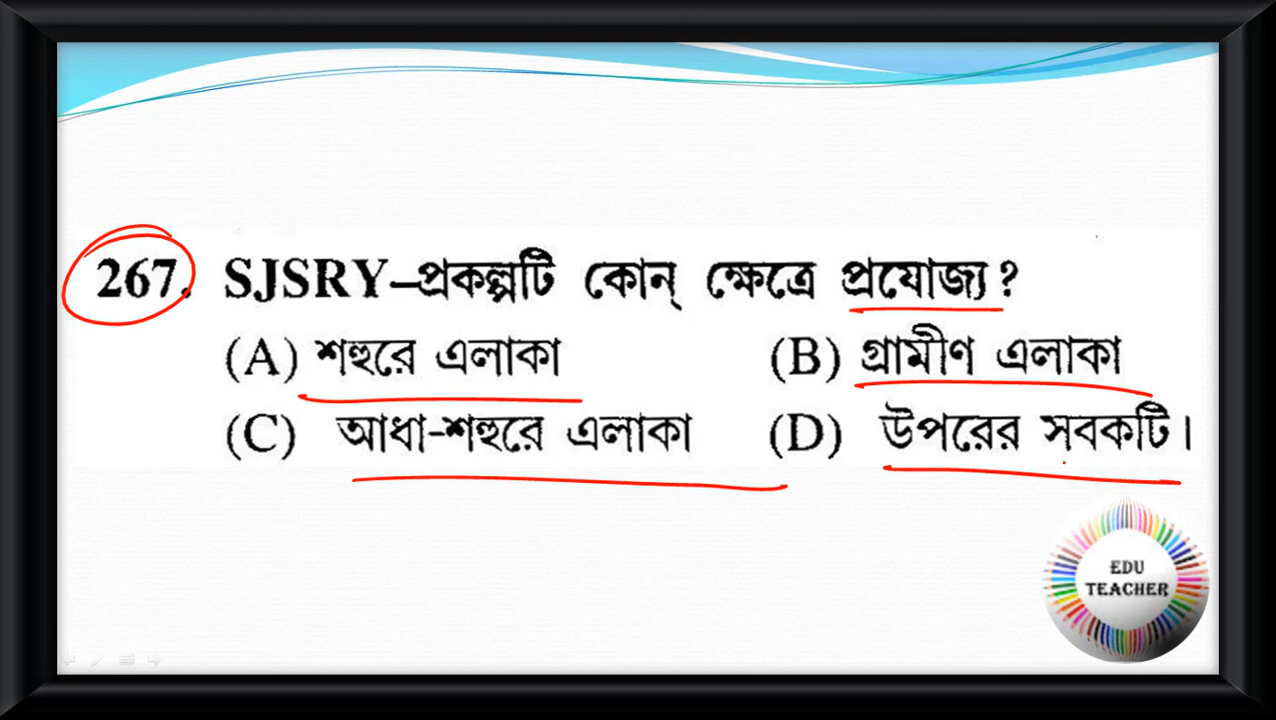 267. SJSRY–প্রকল্পটি কোন্ ক্ষেত্রে প্রযোজ্য?
(A) শহুরে এলাকা (B) গ্রামীণ এলাকা
(C) আধা-শহুরে এলাকা (D) উপরের সবকটি।
EDU
TEACHER